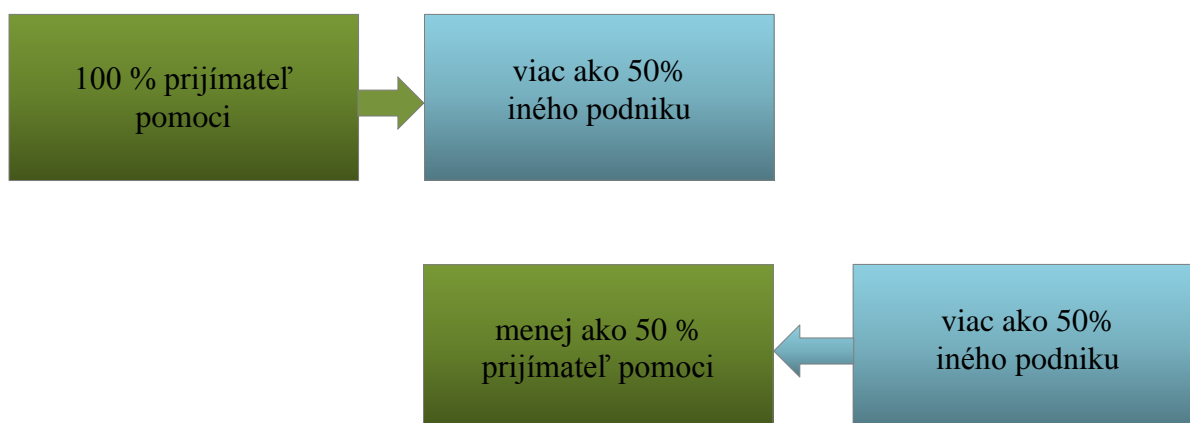 100 % prijímateľ
pomoci
viac ako 50%
iného podniku
menej ako 50 %
prijímateľ pomoci
viac ako 50%
iného podniku